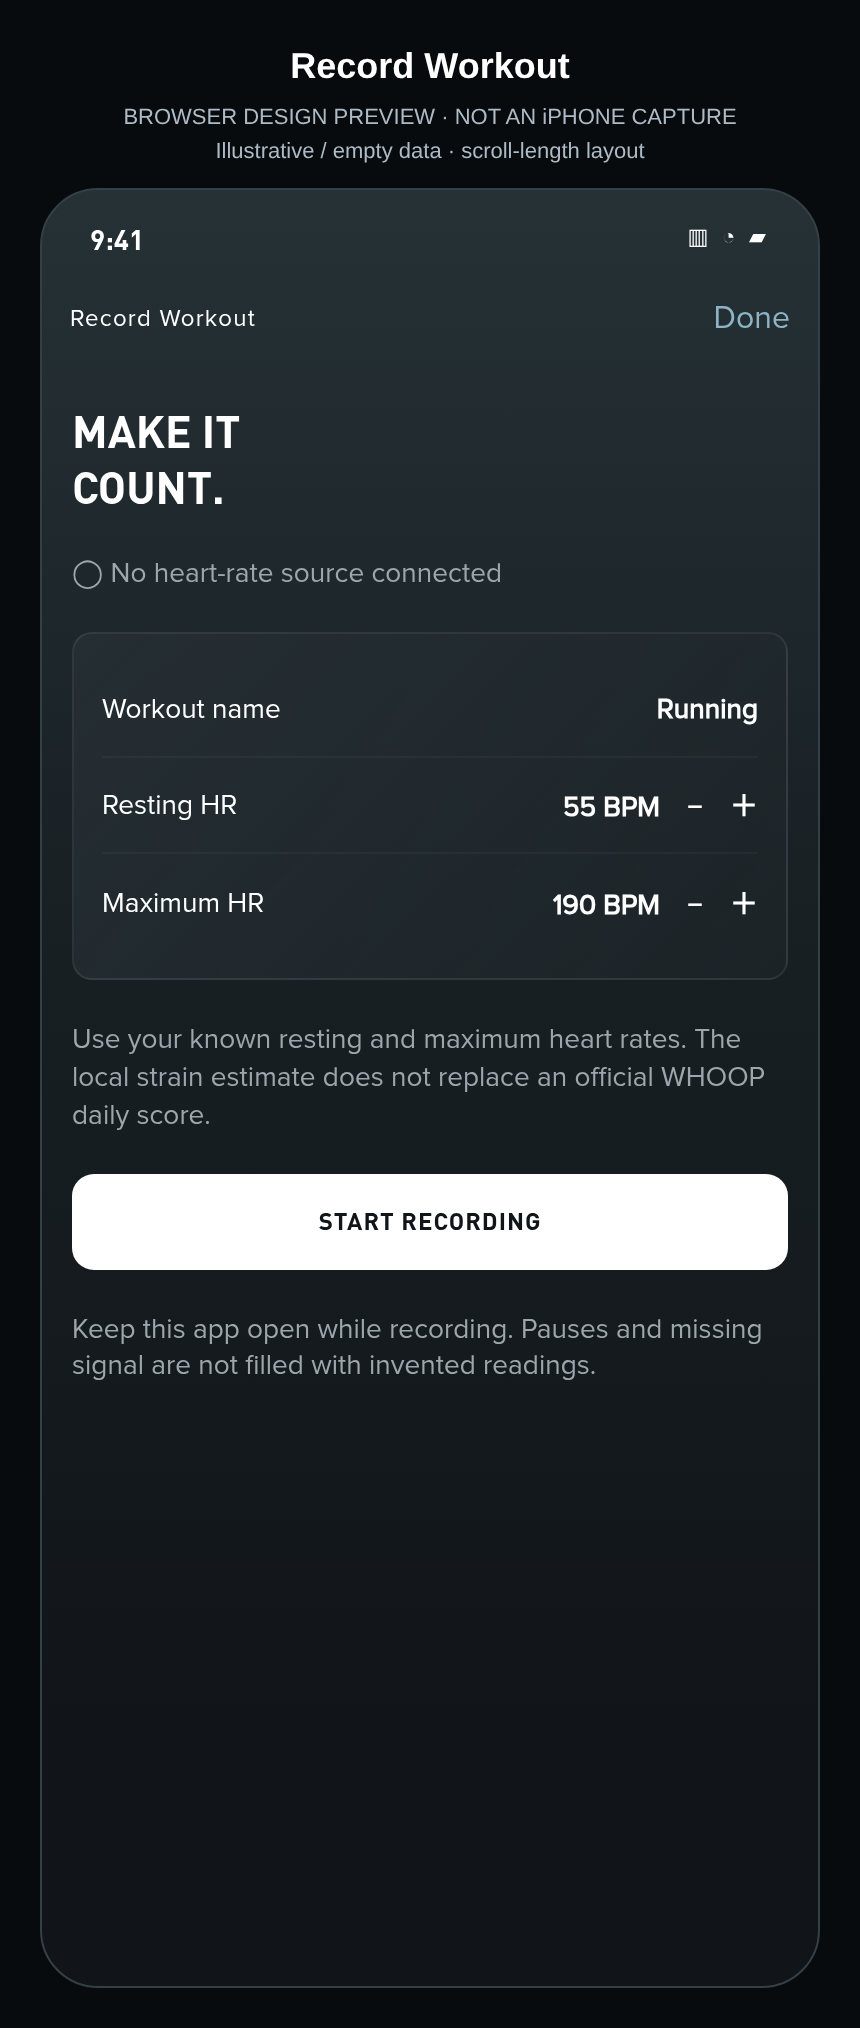 Record Workout
BROWSER DESIGN PREVIEW · NOT AN iPHONE CAPTURE
Illustrative / empty data · scroll-length layout
9:41
Record Workout
Done
MAKE IT
COUNT.
No heart-rate source connected
Workout name
Running
Resting HR
55 BPM − +
Maximum HR
190 BPM − +
Use your known resting and maximum heart rates. The
local strain estimate does not replace an official WHOOP
daily score.
START RECORDING
Keep this app open while recording. Pauses and missing
signal are not filled with invented readings.